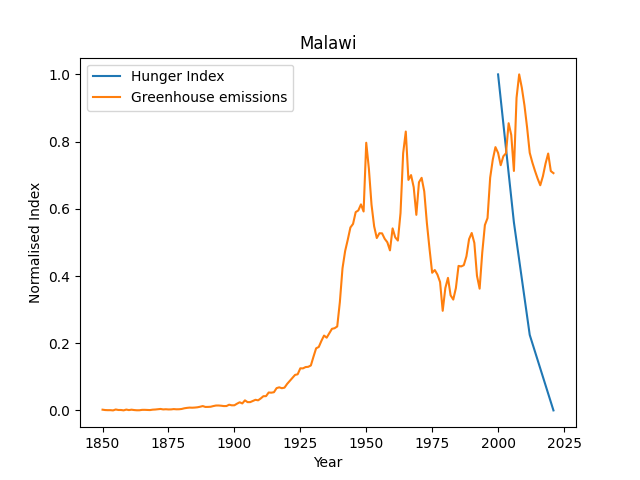 Malawi
Hunger Index
Greenhouse emissions
Normalised Index
1.0
0.8
0.6
0.4
0.2
0.0
1850 1875 1900 1925 1950 1975 2000 2025
Year